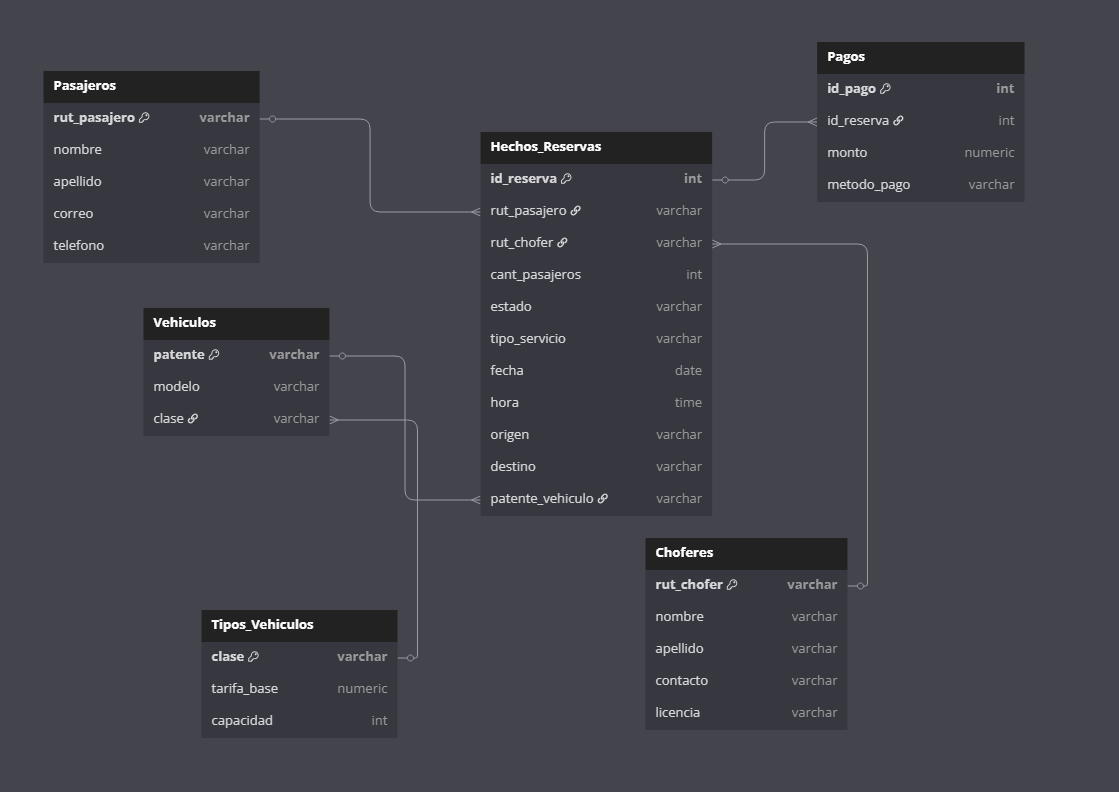 Pasajeros
rut_pasajero varchar
nombre varchar
apellido varchar
correo varchar
telefono varchar
Pagos
id_pago int
id_reserva int
monto numeric
metodo_pago varchar
Hechos_Reservas
id_reserva int
rut_pasajero varchar
rut_chofer varchar
cant_pasajeros int
estado varchar
tipo_servicio varchar
fecha date
hora time
origen varchar
destino varchar
patente_vehiculo varchar
Vehiculos
patente varchar
modelo varchar
clase varchar
Choferes
rut_chofer varchar
nombre varchar
apellido varchar
contacto varchar
licencia varchar
Tipos_Vehiculos
clase varchar
tarifa_base numeric
capacidad int